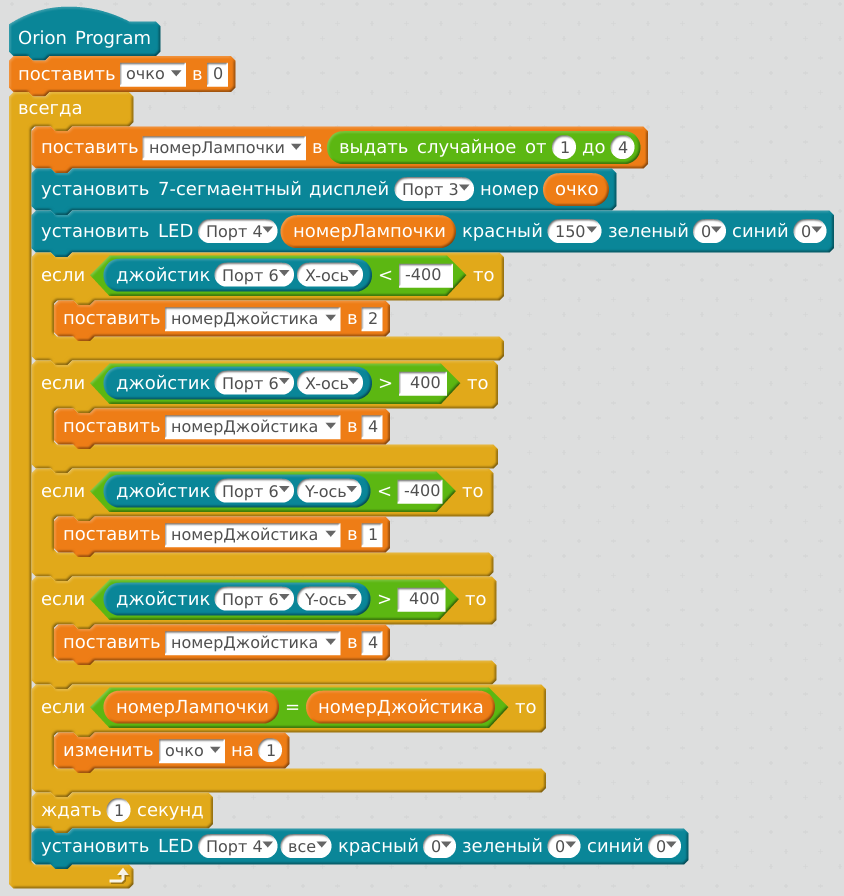 Orion Program
поставить очко в 0
всегда
поставить номерЛампочки в выдать случайное от 1 до 4
установить 7-сегмаентный дисплей Порт 3 номер очко
установить LED Порт 4 номерЛампочки красный 150 зеленый 0 синий 0
если джойстик Порт 6 X-ось < -400 то
поставить номерДжойстика в 2
если джойстик Порт 6 X-ось > 400 то
поставить номерДжойстика в 4
если джойстик Порт 6 Y-ось < -400 то
поставить номерДжойстика в 1
если джойстик Порт 6 Y-ось > 400 то
поставить номерДжойстика в 4
если номерЛампочки = номерДжойстика то
изменить очко на 1
ждать 1 секунд
установить LED Порт 4 все красный 0 зеленый 0 синий 0